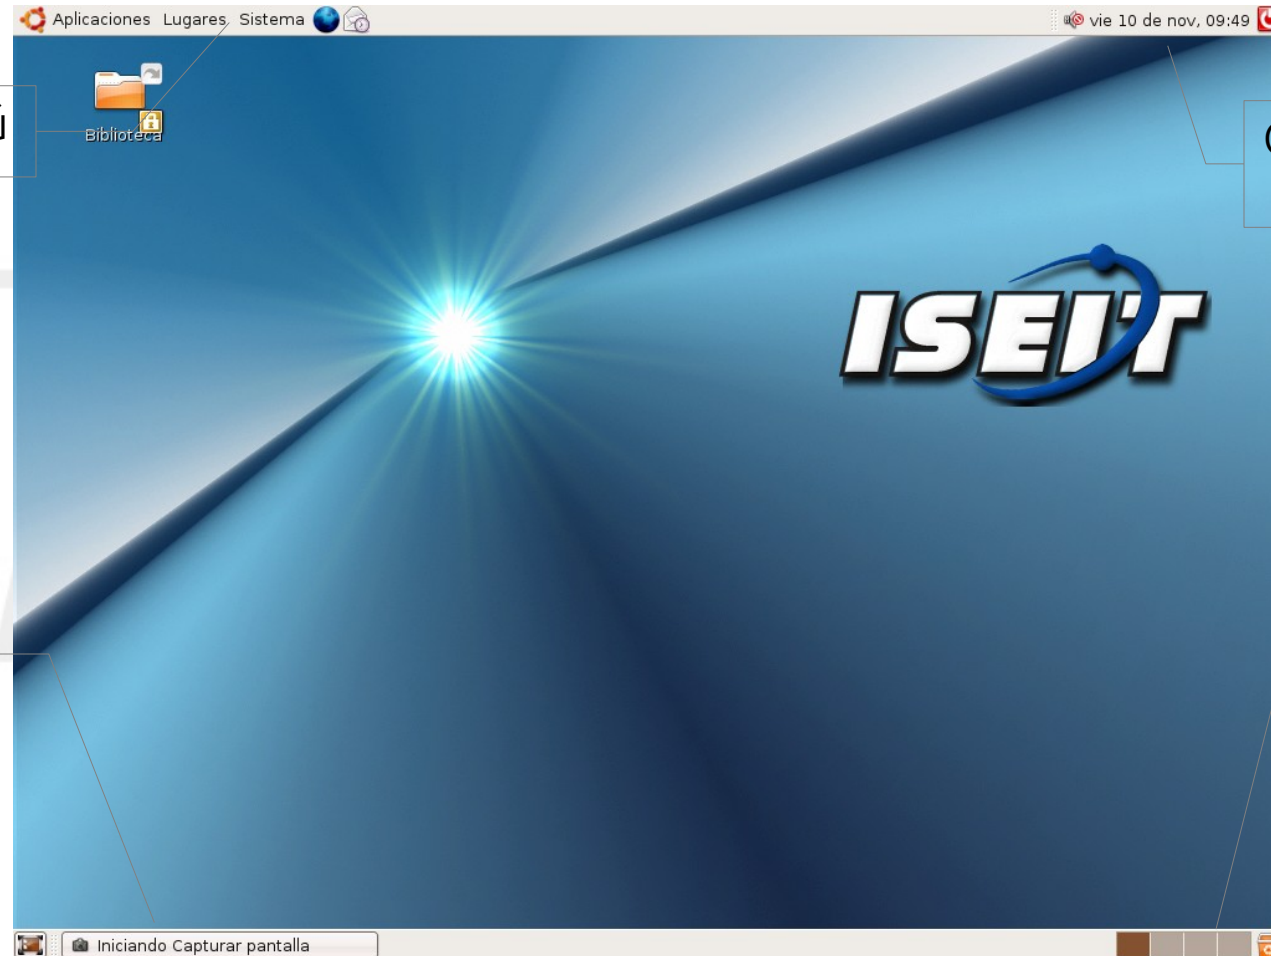 Aplicaciones Lugares Sistema
vie 10 de nov, 09:49
Biblioteca
ISEIT
Iniciando Capturar pantalla